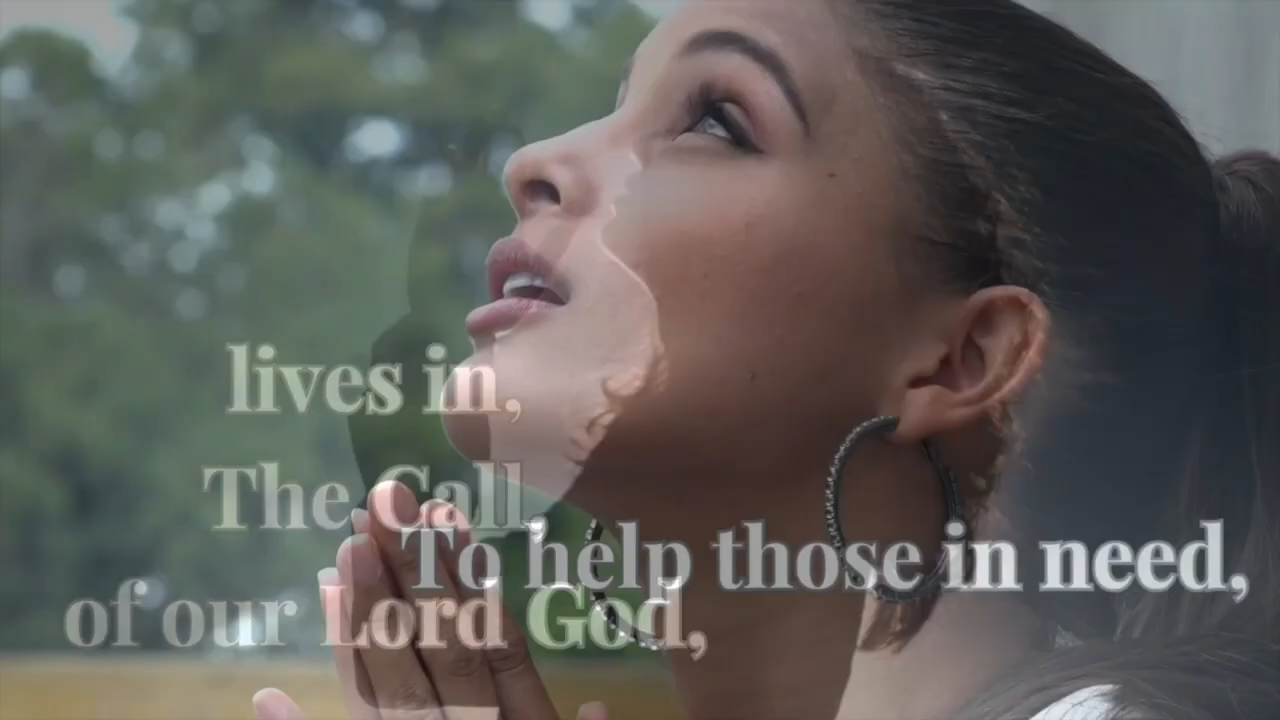 lives in,
The Call
To help those in need,
of our Lord God,